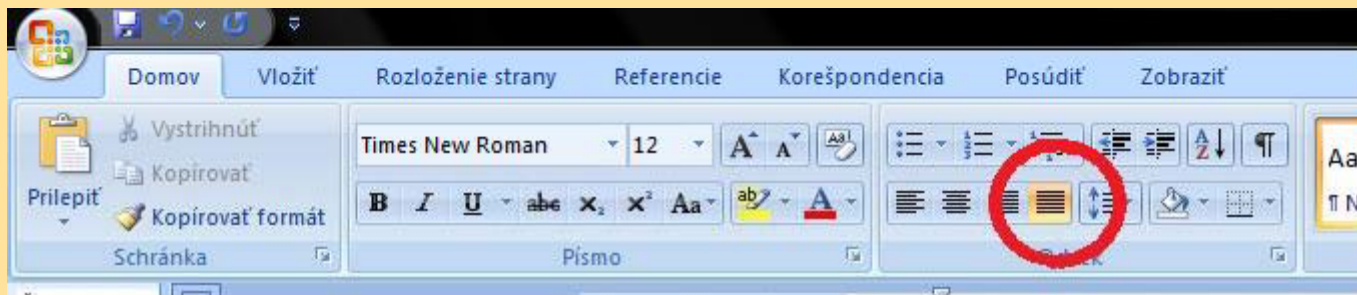 Domov Vložiť Rozloženie strany Referencie Korešpondencia Posúdiť Zobraziť
Prilepiť
Vystrihnúť
Kopírovať
Kopírovať formát
Schránka
Times New Roman 12
Písmo